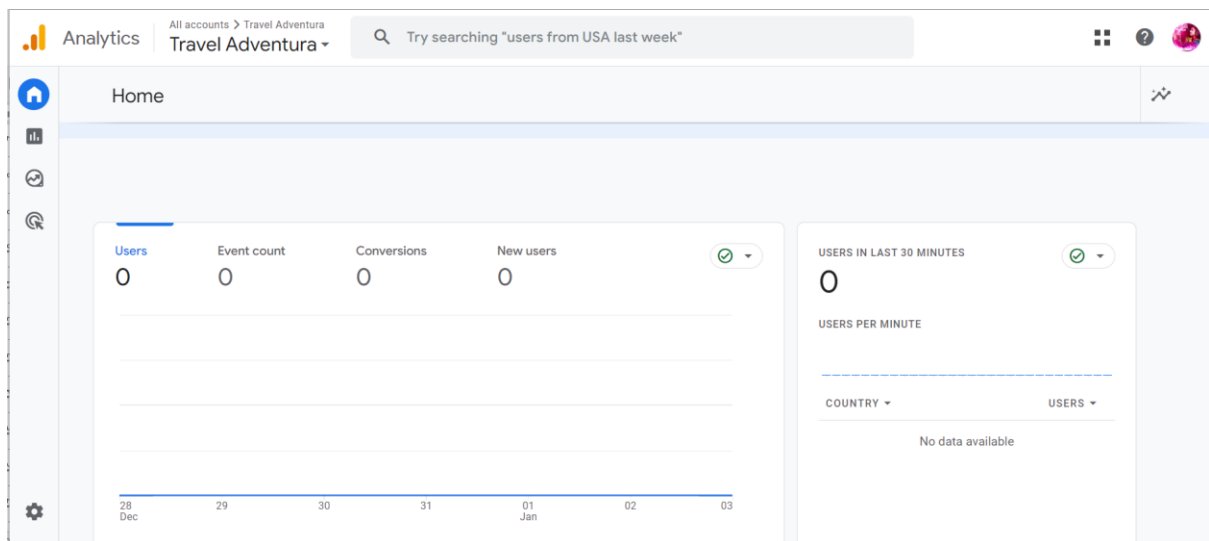 All accounts > Travel Adventura
Analytics
Travel Adventura
Try searching "users from USA last week"
Home
Users Event count Conversions New users
0 0 0 0
28 29 30 31 01 02 03
Dec Jan
USERS IN LAST 30 MINUTES
0
USERS PER MINUTE
COUNTRY USERS
No data available